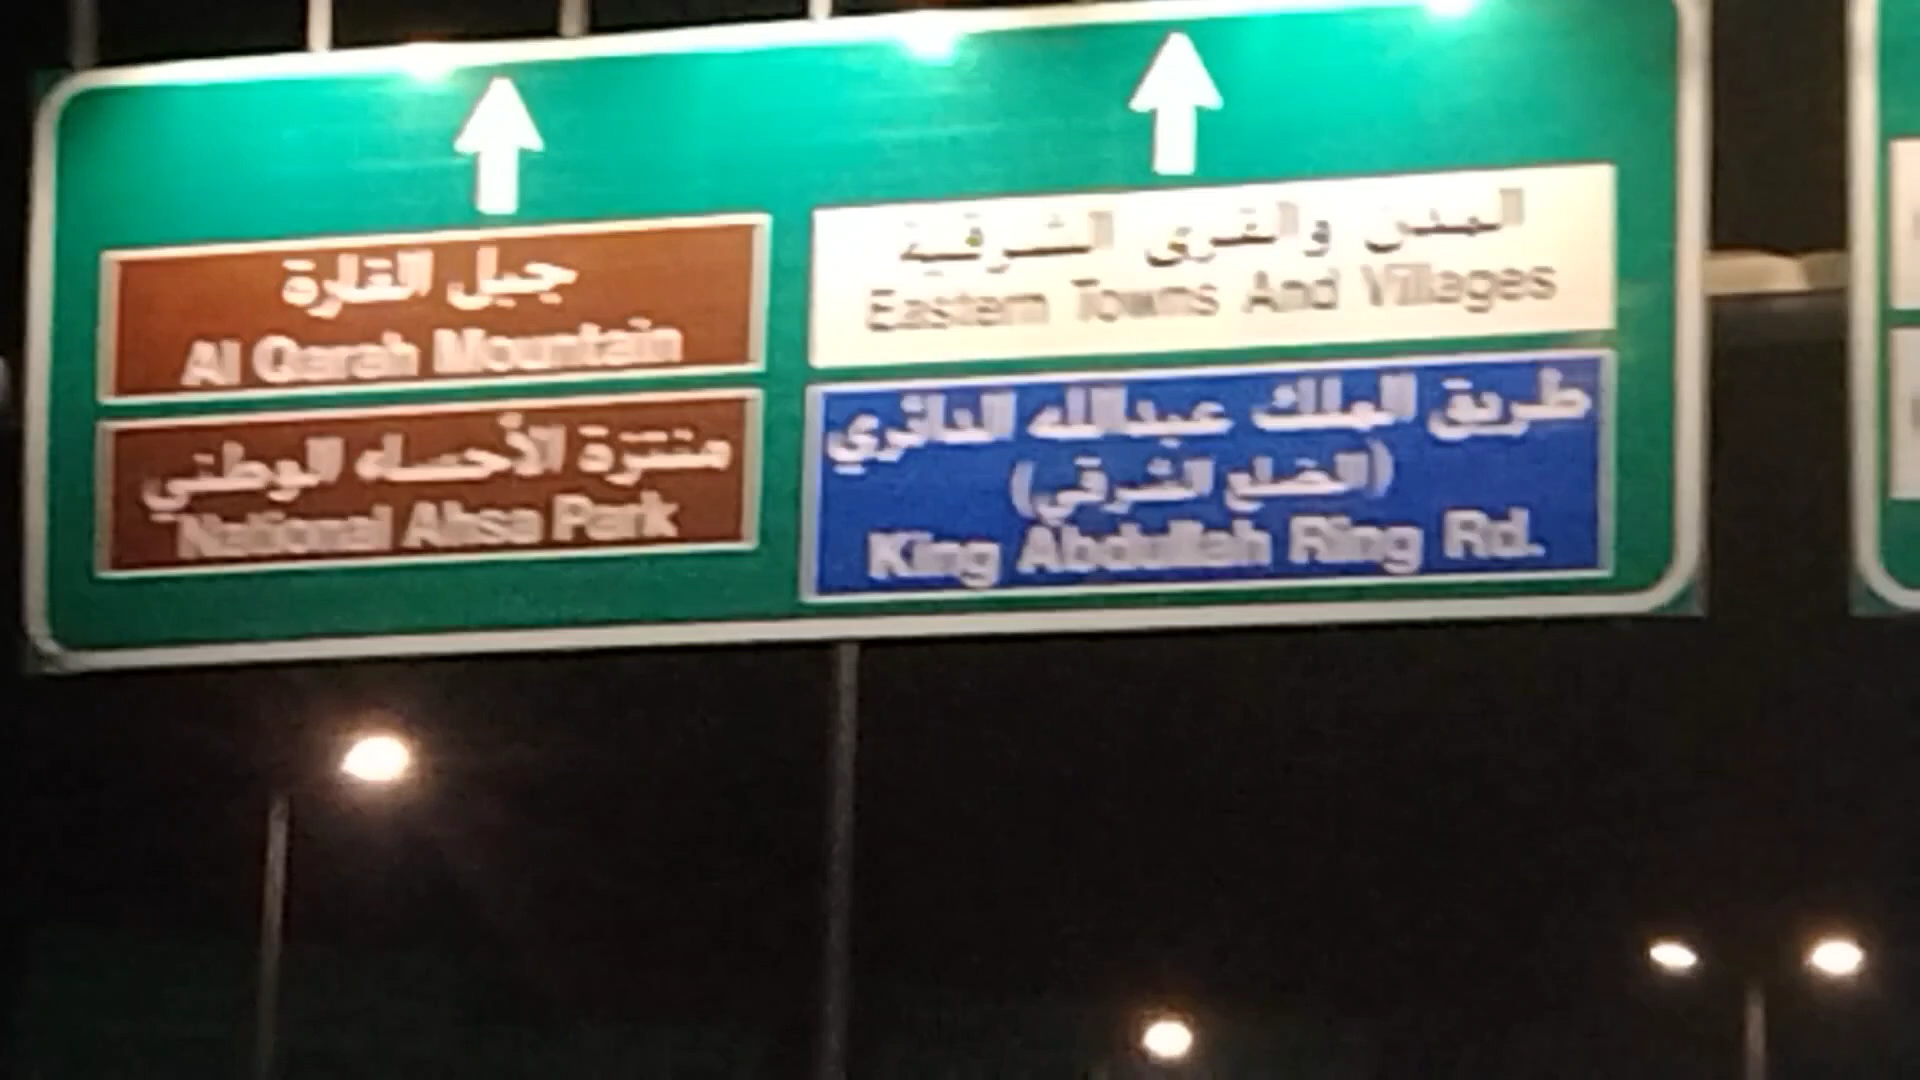 جبل القارة
Al Qarah Mountain
منتزة الأحساء الوطني
National Ahsa Park
المدن والقرى الشرقية
Eastern Towns And Villages
طريق الملك عبدالله الدائري
(الضلع الشرقي)
King Abdullah Ring Rd.